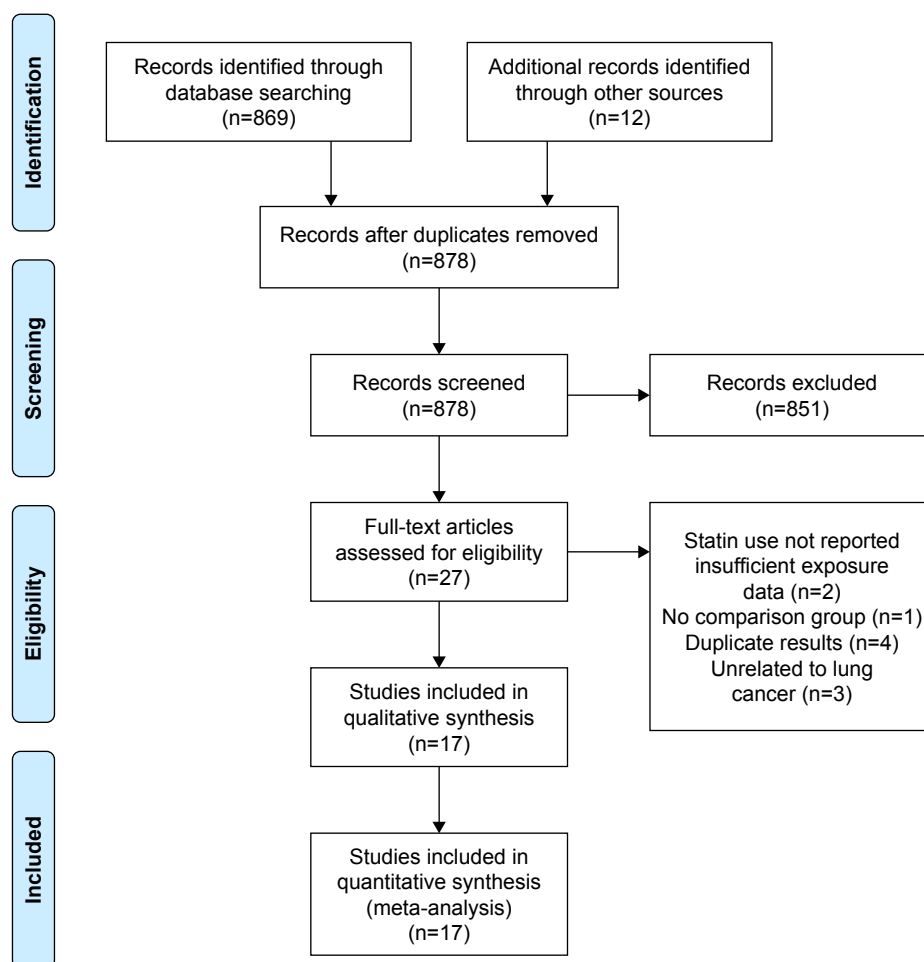 Identification
Records identified through
database searching
(n=869)
Additional records identified
through other sources
(n=12)
Records after duplicates removed
(n=878)
Screening
Records screened
(n=878)
Records excluded
(n=851)
Eligibility
Full-text articles
assessed for eligibility
(n=27)
Statin use not reported
insufficient exposure
data (n=2)
No comparison group (n=1)
Duplicate results (n=4)
Unrelated to lung
cancer (n=3)
Studies included in
qualitative synthesis
(n=17)
Included
Studies included in
quantitative synthesis
(meta-analysis)
(n=17)